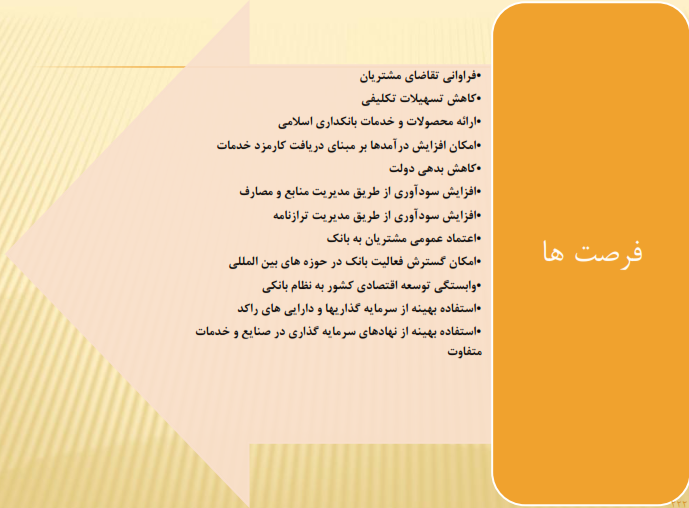 فرصت ها
•فراوانی تقاضای مشتریان
•کاهش تسهیلات تکلیفی
•ارائه محصولات و خدمات بانکداری اسلامی
•امکان افزایش درآمدها بر مبنای دریافت کارمزد خدمات
•کاهش بدهی دولت
•افزایش سودآوری از طریق مدیریت منابع و مصارف
•افزایش سودآوری از طریق مدیریت ترازنامه
•اعتماد عمومی مشتریان به بانک
•امکان گسترش فعالیت بانک در حوزه های بین المللی
•وابستگی توسعه اقتصادی کشور به نظام بانکی
•استفاده بهینه از سرمایه گذاریها و دارایی های راکد
•استفاده بهینه از نهادهای سرمایه گذاری در صنایع و خدمات
متفاوت